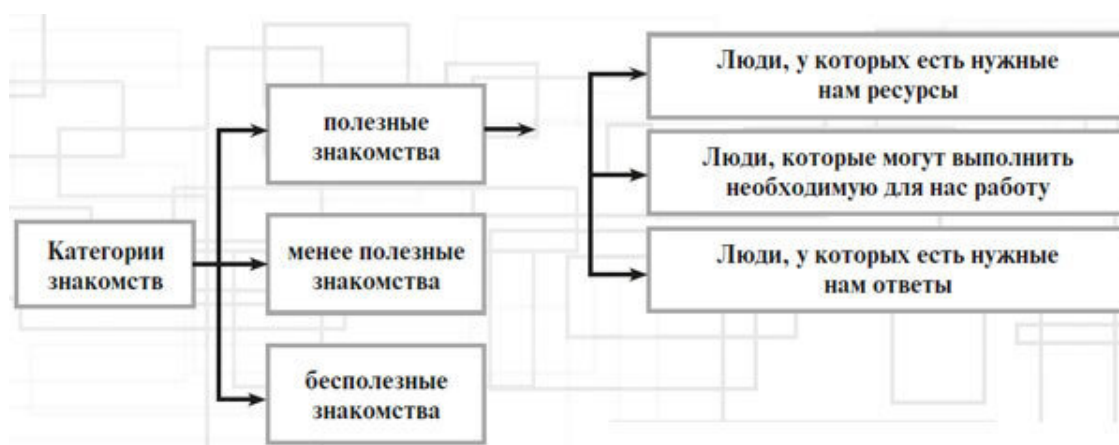 Категории
знакомств
полезные
знакомства
менее полезные
знакомства
бесполезные
знакомства
Люди, у которых есть нужные
нам ресурсы
Люди, которые могут выполнить
необходимую для нас работу
Люди, у которых есть нужные
нам ответы